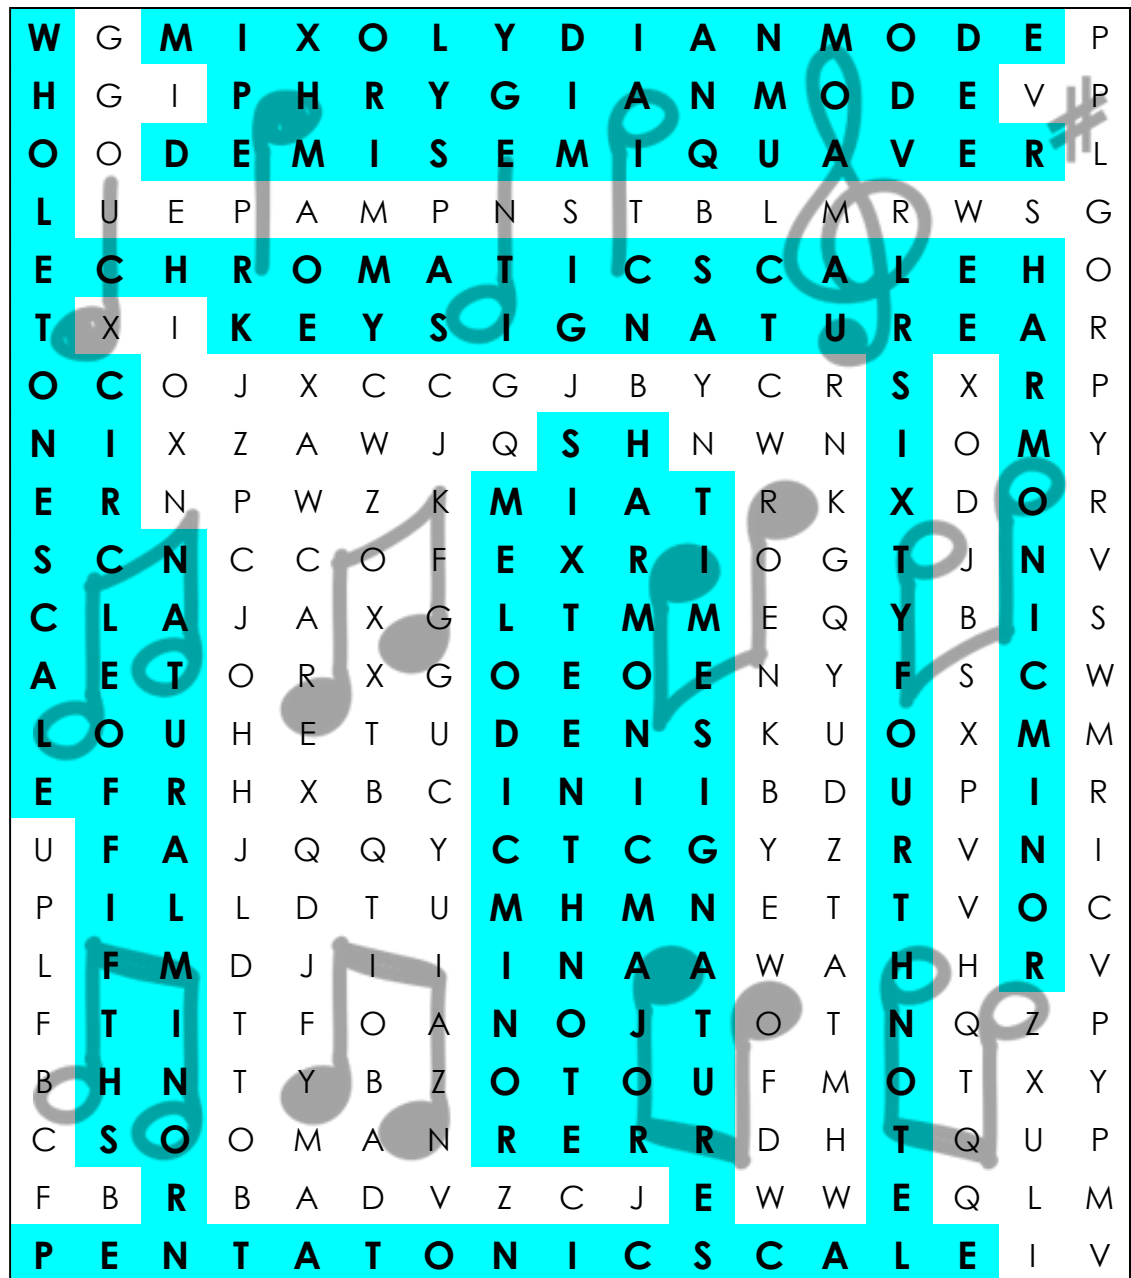 W G M I X O L Y D I A N M O D E P
H G I P H R Y G I A N M O D E V P
O O D E M I S E M I Q U A V E R L
L U E P A M P N S T B L M R W S G
E C H R O M A T I C S C A L E H O
T X I K E Y S I G N A T U R E A R
O C O J X C C G J B Y C R S X R P
N I X Z A W J Q S H N W N I O M Y
E R N P W Z K M I A T R K X D O R
S C N C C O F E X R I O G T J N V
C L A J A X G L T M M E Q Y B I S
A E T O R X G O E O E N Y F S C W
L O U H E T U D E N S K U O X M M
E F R H X B C I N I I B D U P I R
U F A J Q Q Y C T C G Y Z R V N I
P I L L D T U M H M N E T T V O C
L F M D J I I I N A A W A H H R V
F T I T F O A N O J T O T N Q Z P
B H N T Y B Z O T O U F M O T X Y
C S O O M A N R E R R D H T Q U P
F B R B A D V Z C J E W W E Q L M
P E N T A T O N I C S C A L E I V